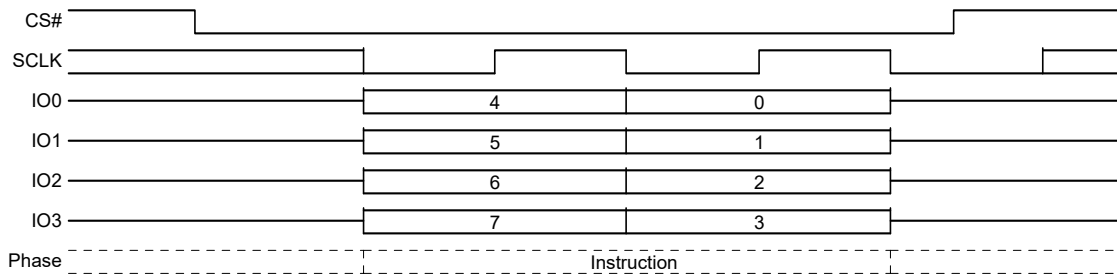 CS#
SCLK
IO0 4 0
IO1 5 1
IO2 6 2
IO3 7 3
Phase Instruction